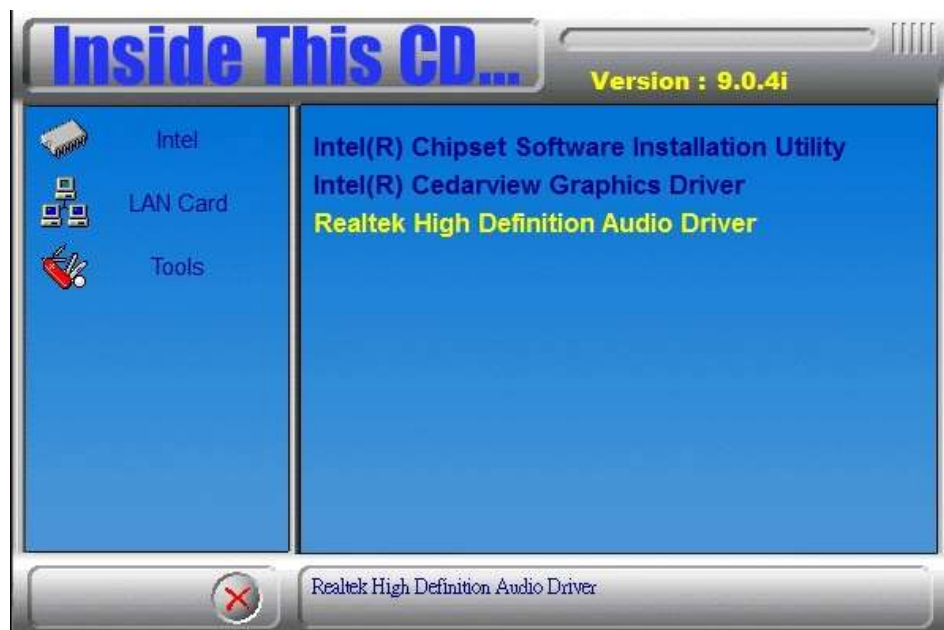 Inside This CD...
Version : 9.0.4i
Intel
LAN Card
Tools
Intel(R) Chipset Software Installation Utility
Intel(R) Cedarview Graphics Driver
Realtek High Definition Audio Driver
Realtek High Definition Audio Driver